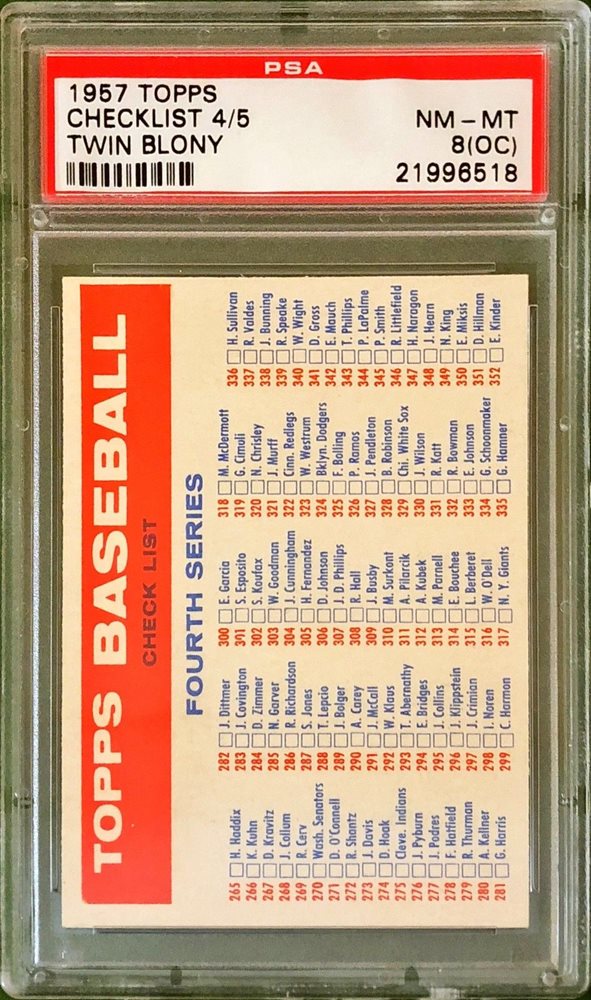 PSA
1957 TOPPS
CHECKLIST 4/5
TWIN BLONY
NM - MT
8(OC)
21996518
TOPPS BASEBALL
CHECK LIST
FOURTH SERIES
265 H. Haddix
266 K. Kuhn
267 D. Kravitz
268 J. Collum
269 R. Cerv
270 Wash. Senators
271 D. O'Connell
272 R. Shantz
273 J. Davis
274 D. Hoak
275 Cleve. Indians
276 J. Pyburn
277 J. Podres
278 F. Hatfield
279 R. Thurman
280 A. Kellner
281 G. Harris
282 J. Dittmer
283 J. Covington
284 D. Zimmer
285 N. Garver
286 R. Richardson
287 S. Jones
288 T. Lepcio
289 J. Bolger
290 A. Carey
291 J. McCall
292 W. Klaus
293 T. Abernathy
294 E. Bridges
295 J. Collins
296 J. Klippstein
297 J. Crimian
298 I. Noren
299 C. Harmon
300 E. Garcia
301 S. Esposito
302 S. Koufax
303 W. Goodman
304 J. Cunningham
305 H. Fernandez
306 D. Johnson
307 J. D. Phillips
308 R. Hall
309 J. Busby
310 M. Surkont
311 A. Pilarcik
312 A. Kubek
313 M. Parnell
314 E. Bouchee
315 L. Berberet
316 W. O'Dell
317 N. Y. Giants
318 M. McDermott
319 G. Cimuli
320 N. Chrisley
321 J. Murff
322 Cinn. Redlegs
323 W. Westrum
324 Bklyn. Dodgers
325 F. Bolling
326 P. Ramos
327 J. Pendleton
328 B. Robinson
329 Chi. White Sox
330 J. Wilson
331 R. Katt
332 R. Bowman
333 E. Johnson
334 G. Schoonmaker
335 G. Hamner
336 H. Sullivan
337 R. Valdes
338 J. Bunning
339 R. Speake
340 W. Wight
341 D. Gross
342 E. Mauch
343 T. Phillips
344 P. LaPalme
345 P. Smith
346 R. Littlefield
347 H. Naragon
348 J. Hearn
349 N. King
350 E. Miksis
351 D. Hillman
352 E. Kinder